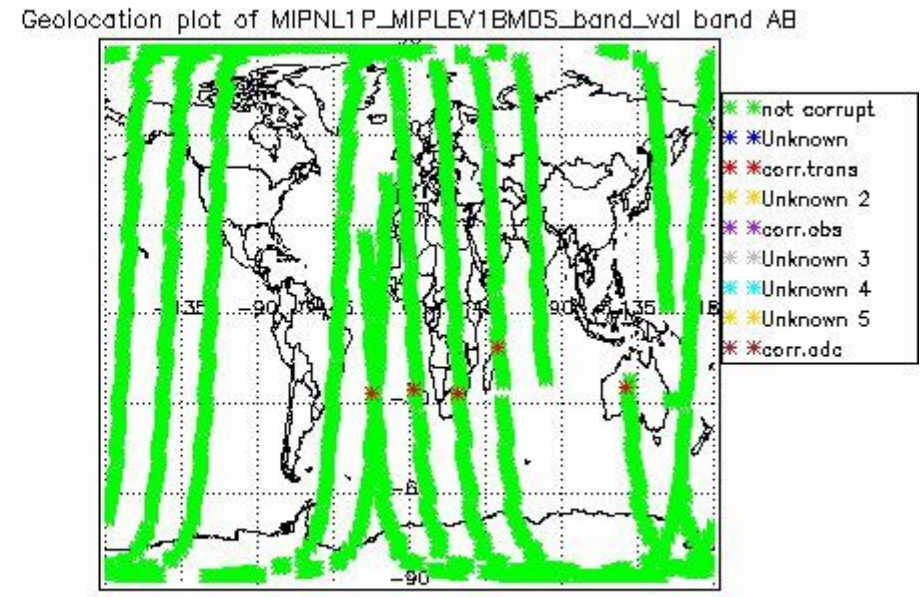 Geolocation plot of MIPNL1P_MIPLEV1BMDS_band_val band AB
* *not corrupt
* *Unknown
* *corr.trans
* *Unknown 2
* *corr.obs
* *Unknown 3
* *Unknown 4
* *Unknown 5
* *corr.adc
-135 -90 135
-90